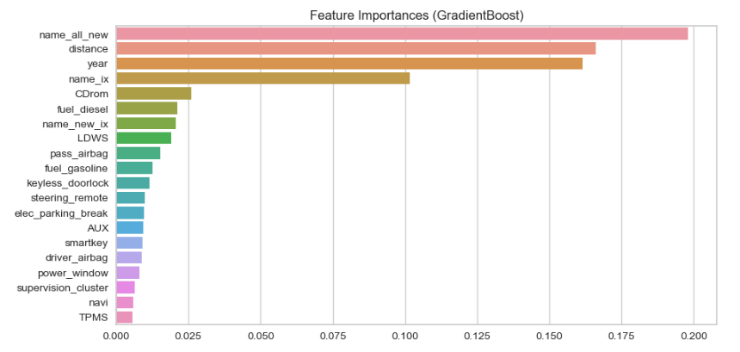 Feature Importances (GradientBoost)
name_all_new
distance
year
name_ix
CDrom
fuel_diesel
name_new_ix
LDWS
pass_airbag
fuel_gasoline
keyless_doorlock
steering_remote
elec_parking_break
AUX
smartkey
driver_airbag
power_window
supervision_cluster
navi
TPMS
0.000 0.025 0.050 0.075 0.100 0.125 0.150 0.175 0.200